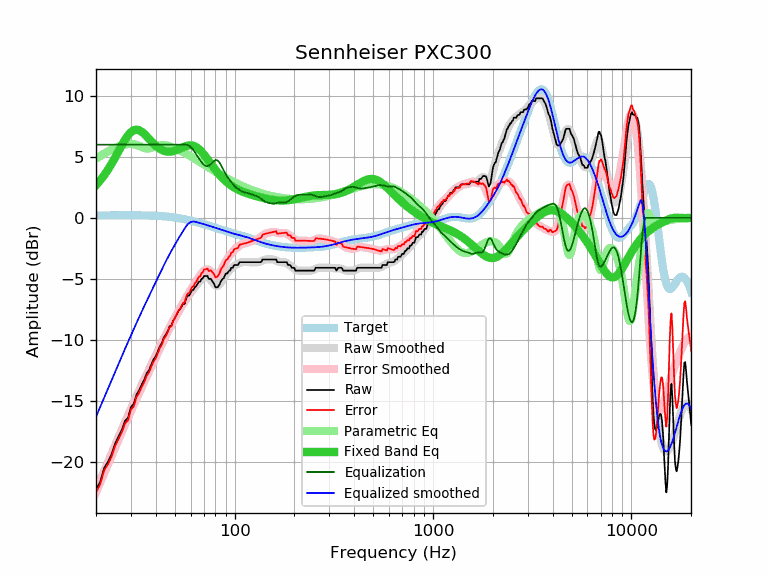 Sennheiser PXC300
Amplitude (dBr)
10
5
0
−5
−10
−15
−20
Target
Raw Smoothed
Error Smoothed
Raw
Error
Parametric Eq
Fixed Band Eq
Equalization
Equalized smoothed
100
1000
10000
Frequency (Hz)